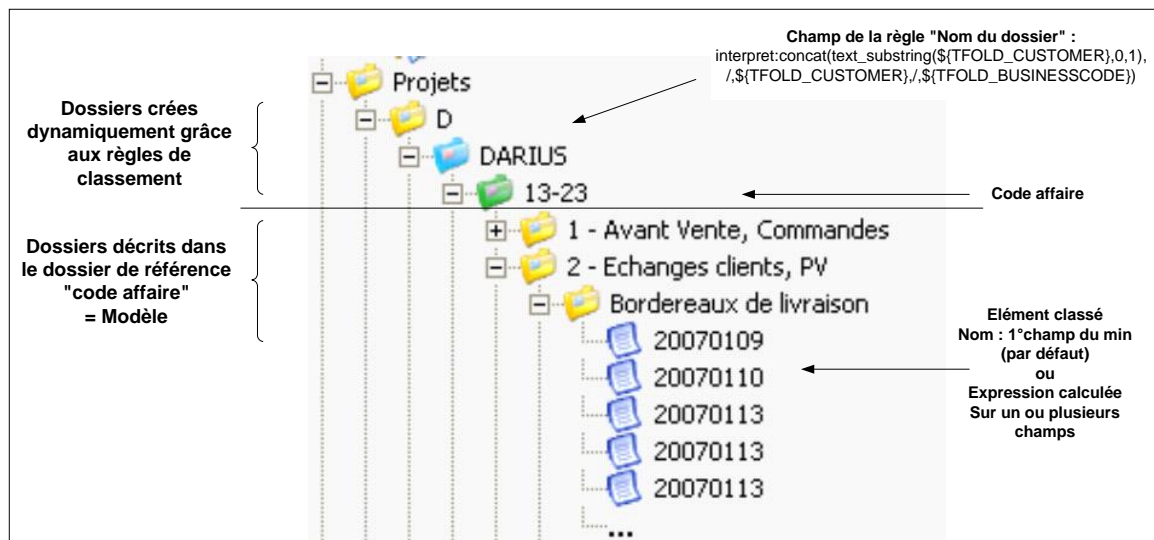 Champ de la règle "Nom du dossier" :
interpret:concat(text_substring(${TFOLD_CUSTOMER},0,1),
/,${TFOLD_CUSTOMER},/,${TFOLD_BUSINESSCODE})
Projets
Dossiers crées
dynamiquement grâce
aux règles de
classement
D
DARIUS
13-23
Code affaire
Dossiers décrits dans
le dossier de référence
"code affaire"
= Modèle
1 - Avant Vente, Commandes
2 - Echanges clients, PV
Bordereaux de livraison
20070109
20070110
20070113
20070113
20070113
...
Elément classé
Nom : 1°champ du min
(par défaut)
ou
Expression calculée
Sur un ou plusieurs
champs